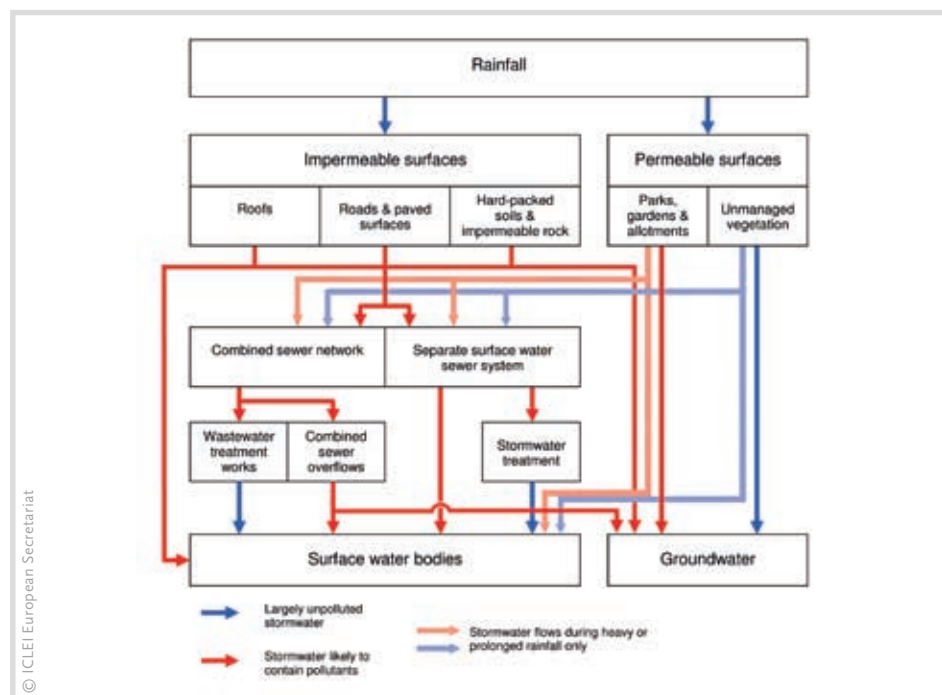 Rainfall
Impermeable surfaces
Permeable surfaces
Roofs
Roads & paved
surfaces
Hard-packed
soils &
impermeable rock
Parks,
gardens &
allotments
Unmanaged
vegetation
Combined sewer network
Separate surface water
sewer system
Wastewater
treatment
works
Combined
sewer
overflows
Stormwater
treatment
Surface water bodies
Groundwater
Largely unpolluted
stormwater
Stormwater likely to
contain pollutants
Stormwater flows during heavy or
prolonged rainfall only
© ICLEI European Secretariat